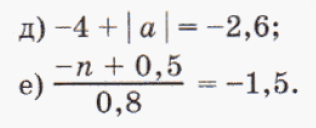 д) −4 + | a | = −2,6;
е) (−n + 0,5)/0,8 = −1,5.